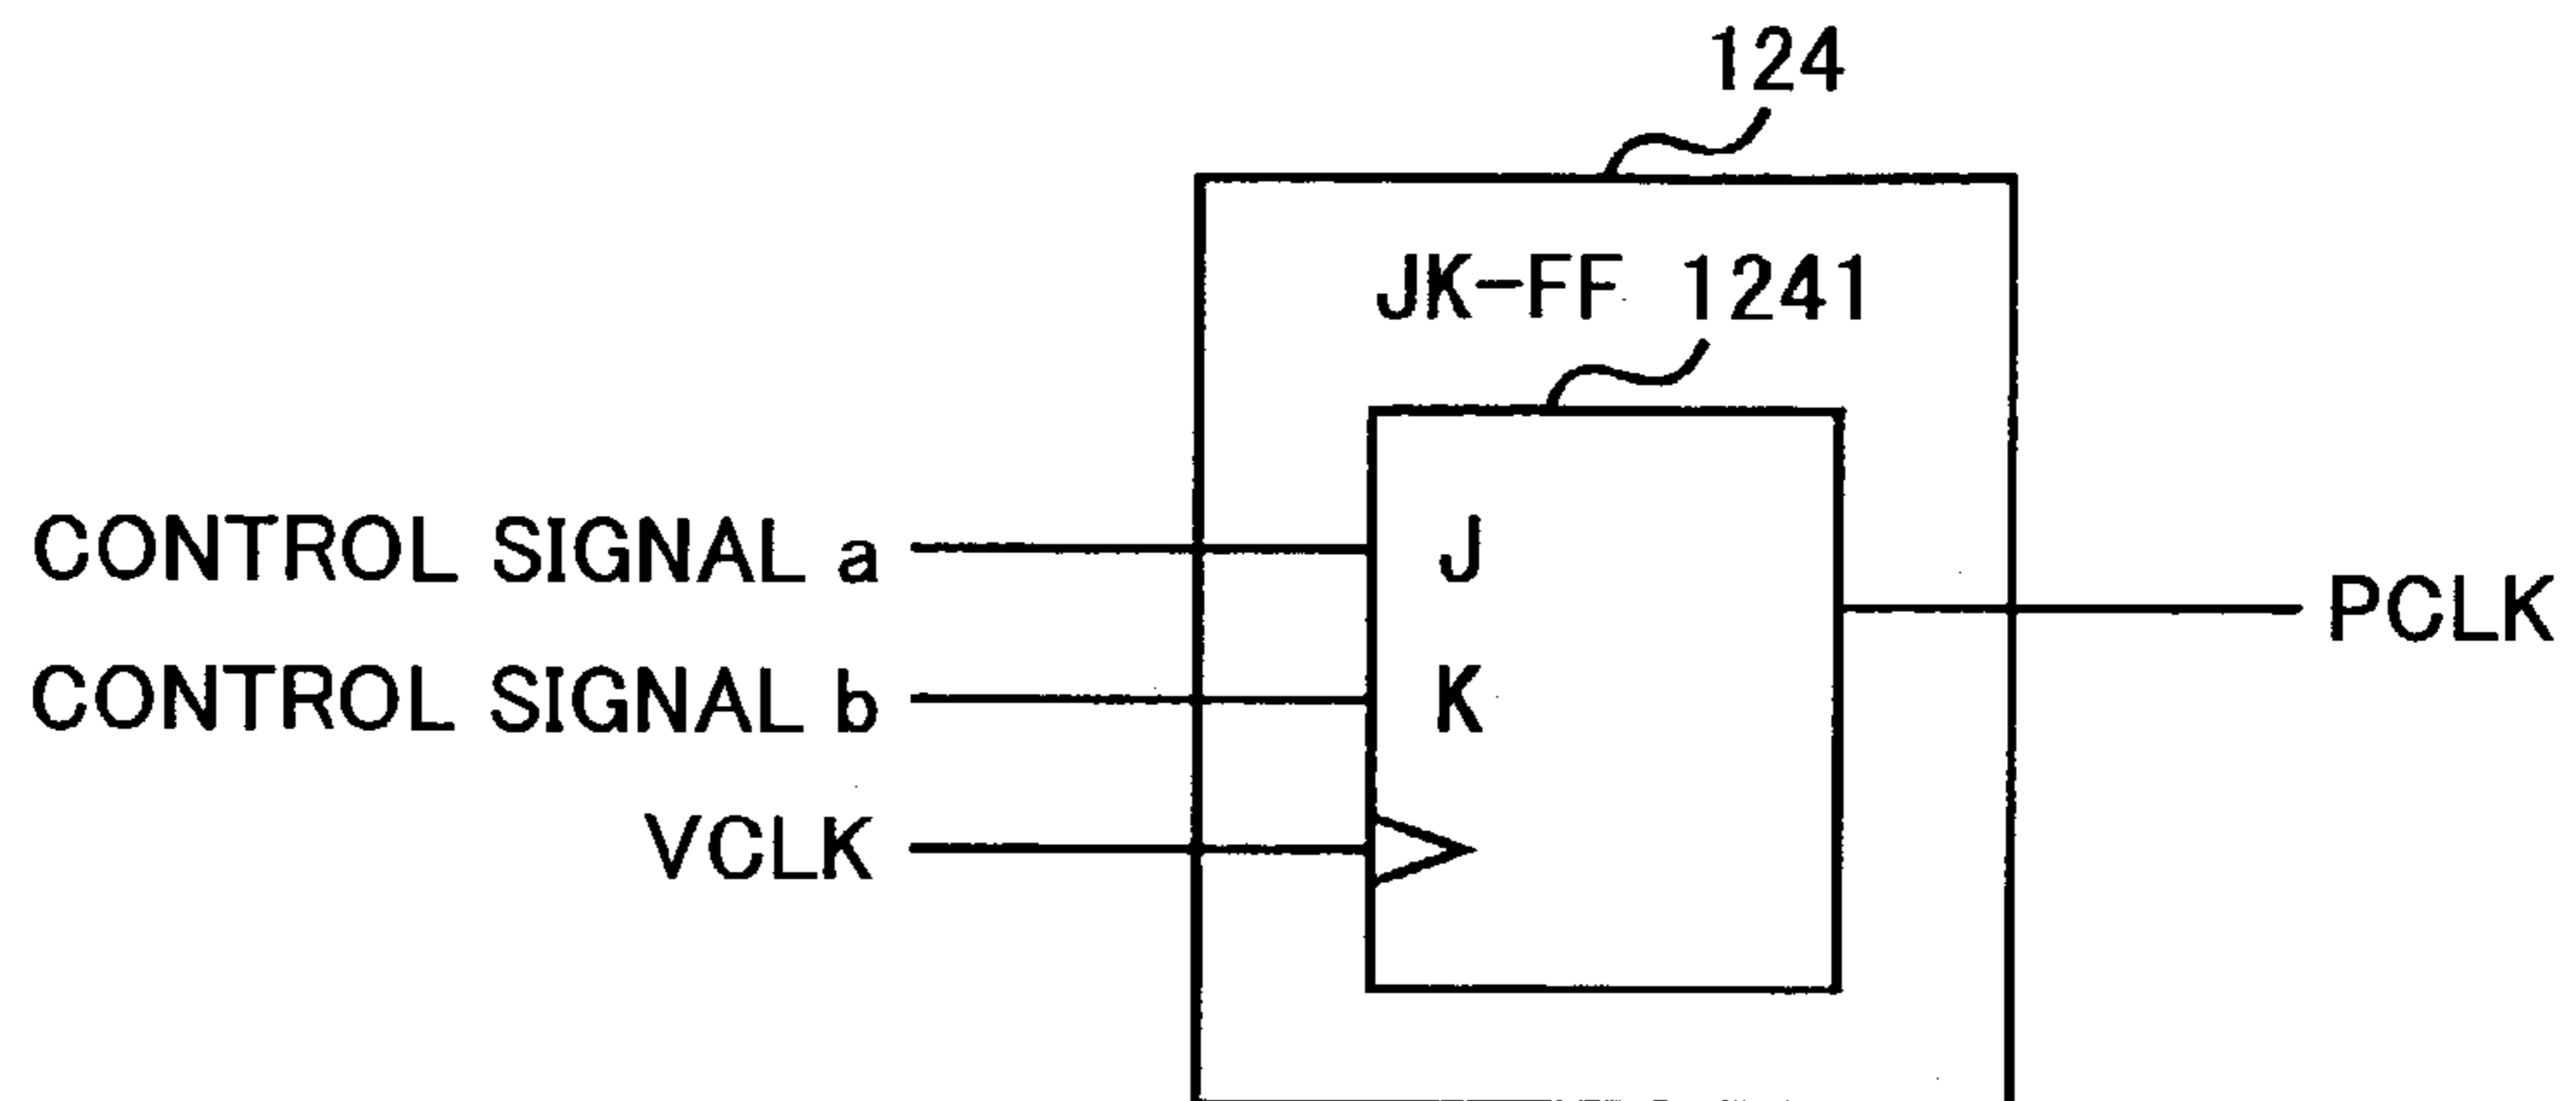 124
JK-FF 1241
CONTROL SIGNAL a
J
CONTROL SIGNAL b
K
VCLK
PCLK